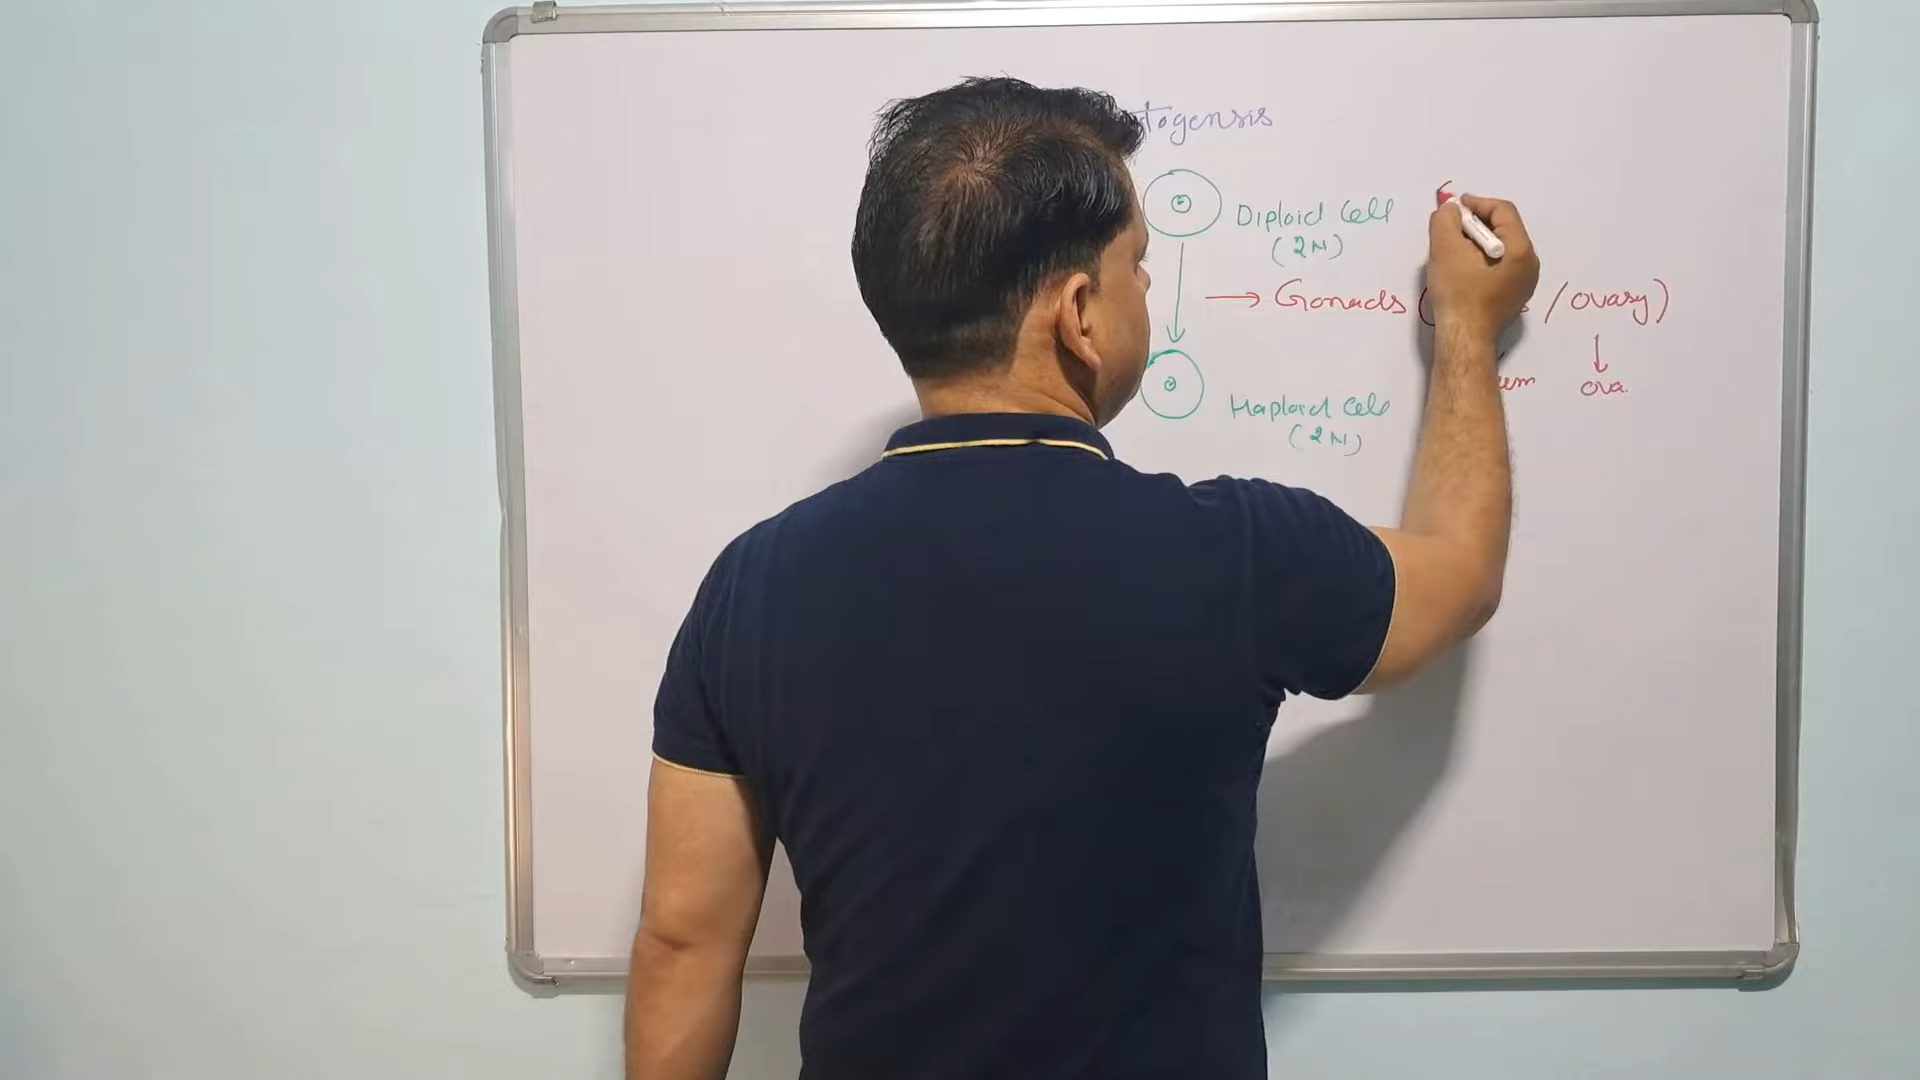 togensis
Diploid Cell
(2N)
→ Gonads ( / ovary)
↓
ova.
Haploid Cell
(2N)